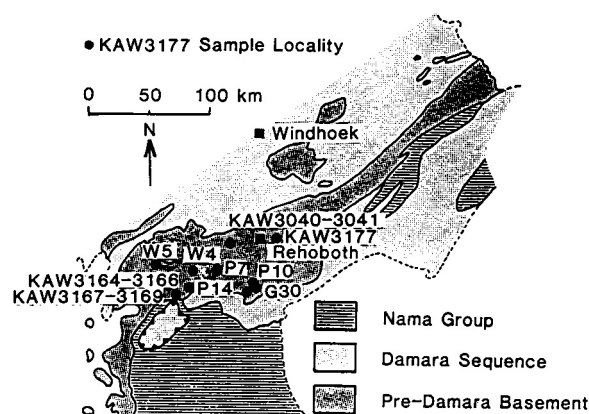 KAW3177 Sample Locality
0 50 100 km
N
Windhoek
KAW3040-3041
KAW3177
Rehoboth
W5 W4
P7 P10
KAW3164-3166
P14 G30
KAW3167-3169
Nama Group
Damara Sequence
Pre-Damara Basement